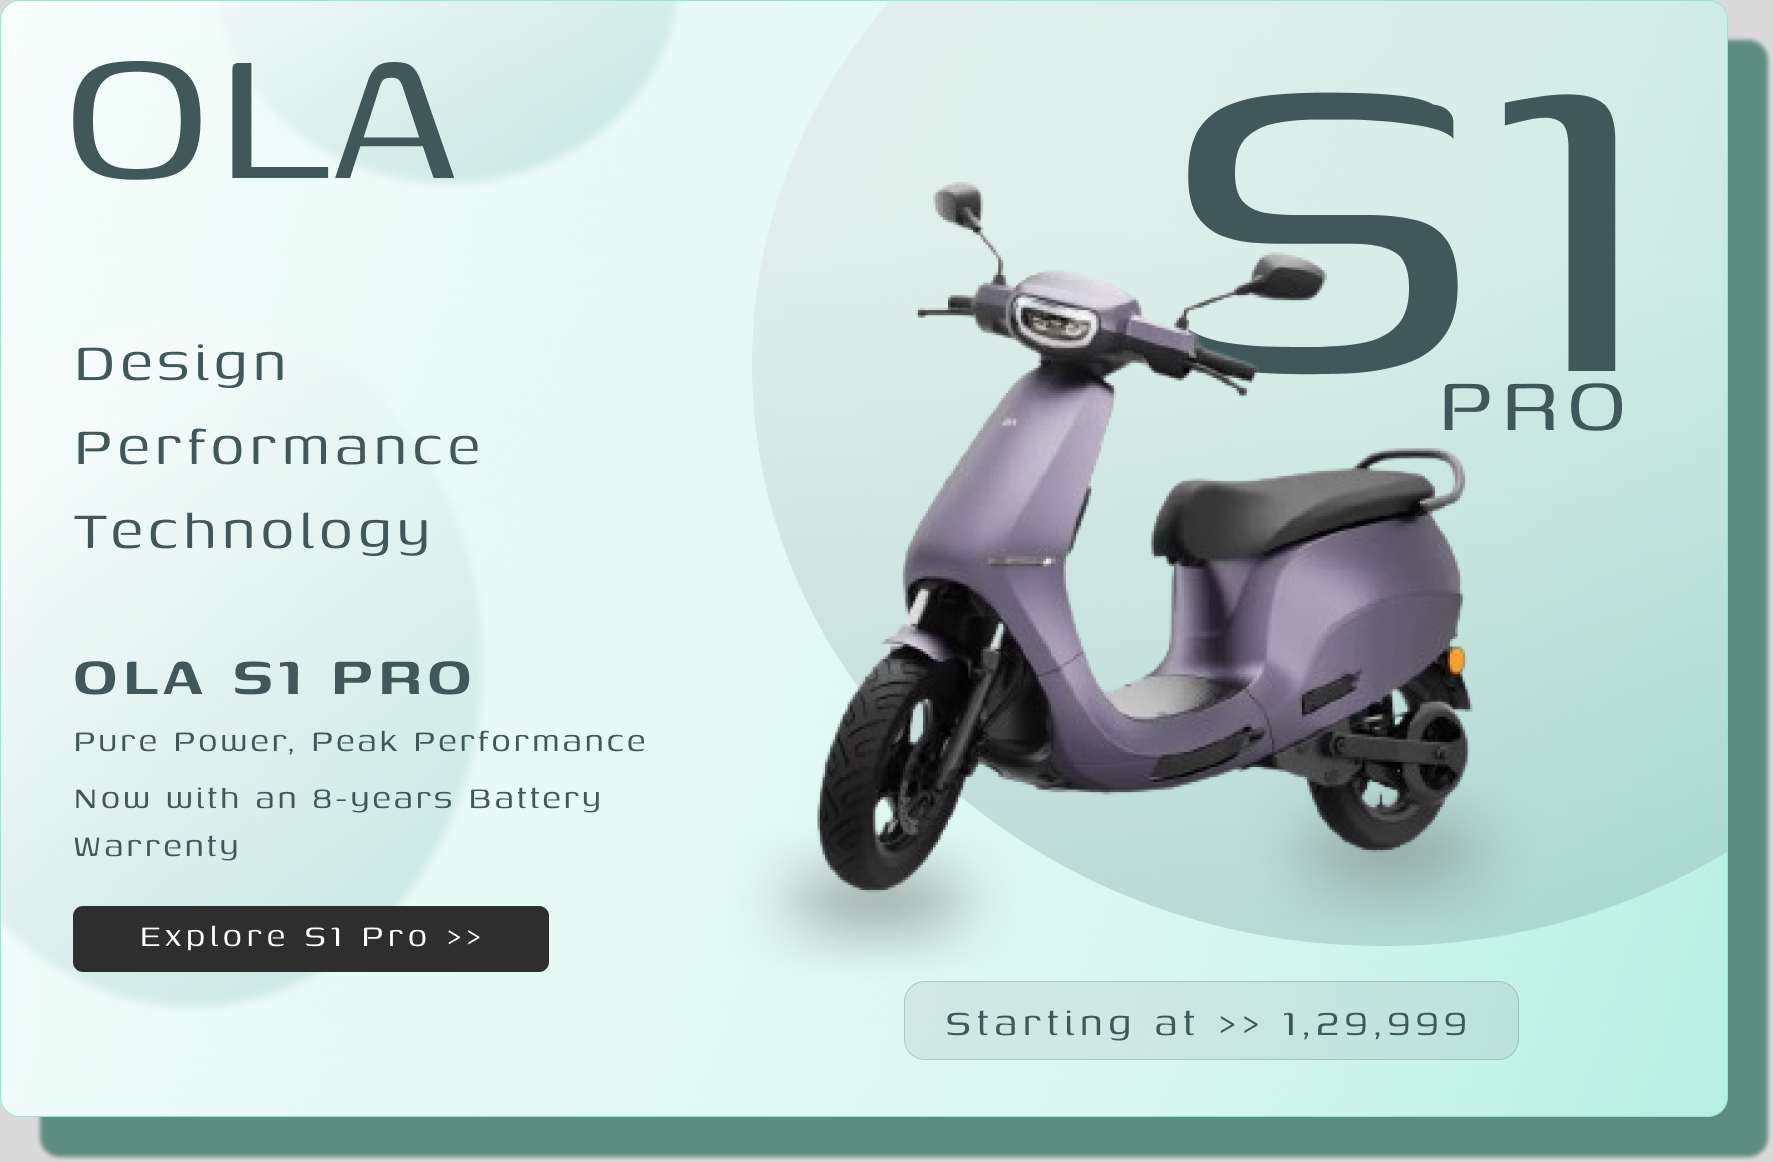 OLA
S1
PRO
Design
Performance
Technology
OLA S1 PRO
Pure Power, Peak Performance
Now with an 8-years Battery
Warrenty
Explore S1 Pro >>
Starting at >> 1,29,999